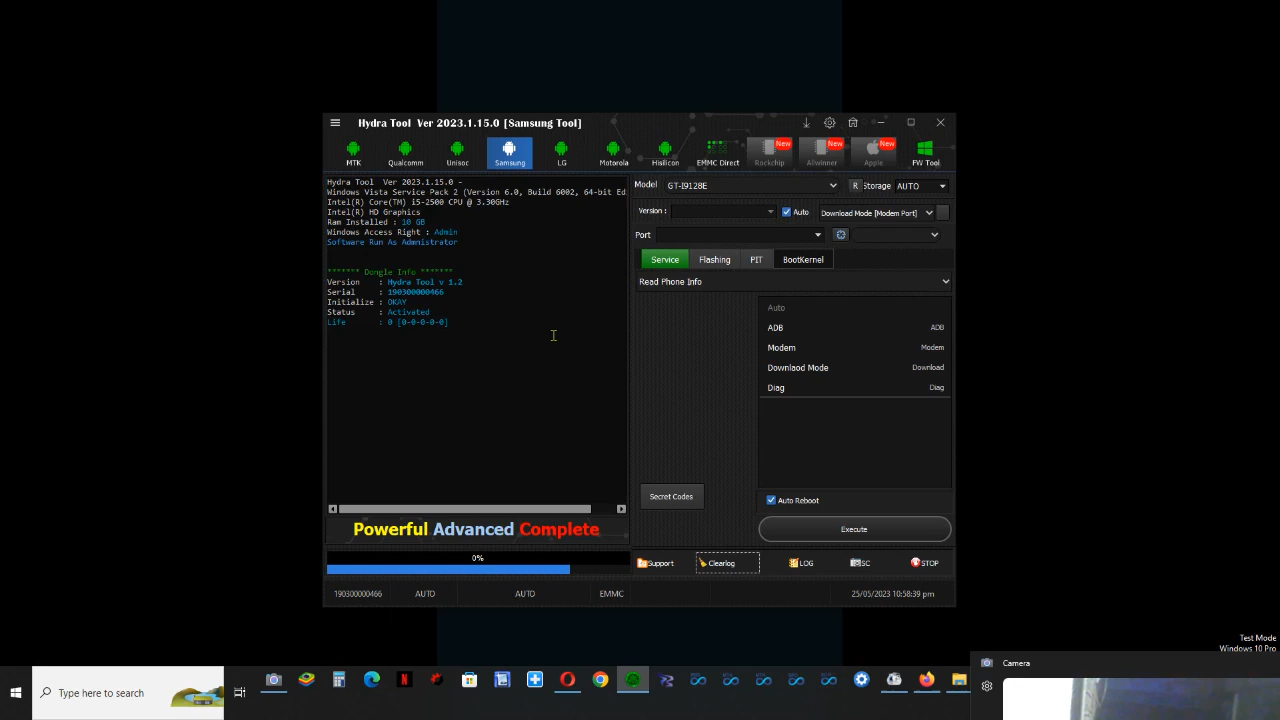 Hydra Tool Ver 2023.1.15.0 [Samsung Tool]
MTK
Qualcomm
Unisoc
Samsung
LG
Motorola
Hisilicon
EMMC Direct
New
Rockchip
New
Allwinner
New
Apple
FW Tool
Hydra Tool Ver 2023.1.15.0 -
Windows Vista Service Pack 2 (Version 6.0, Build 6002, 64-bit Ed
Intel(R) Core(TM) i5-2500 CPU @ 3.30GHz
Intel(R) HD Graphics
Ram Installed : 10 GB
Windows Access Right : Admin
Software Run As Admnistrator
******* Dongle Info *******
Version : Hydra Tool v 1.2
Serial : 190300000466
Initialize : OKAY
Status : Activated
Life : 0 [0-0-0-0-0]
Model GT-I9128E R Storage AUTO
Version : Auto Download Mode [Modem Port]
Port
Service Flashing PIT BootKernel
Read Phone Info
Auto
ADB ADB
Modem Modem
Downlaod Mode Download
Diag Diag
Secret Codes
Auto Reboot
Execute
Powerful Advanced Complete
0%
Support Clearlog LOG SC STOP
190300000466 AUTO AUTO EMMC 25/05/2023 10:58:39 pm
Test Mode
Windows 10 Pro
Camera
Type here to search